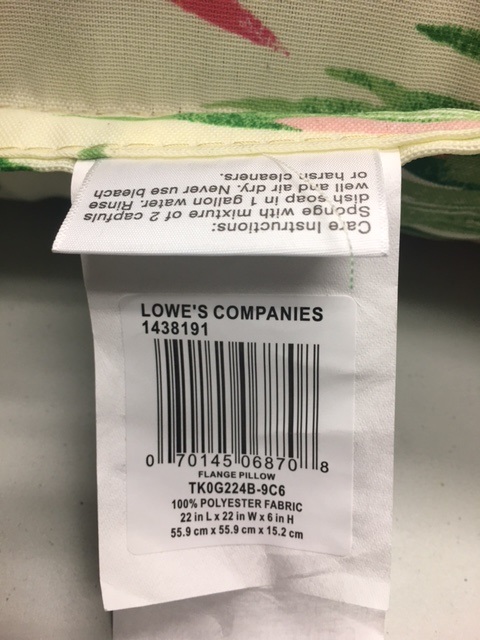 Care Instructions:
Sponge with mixture of 2 capfuls
dish soap in 1 gallon water. Rinse
well and air dry. Never use bleach
or harsh cleaners.
LOWE'S COMPANIES
1438191
0 70145 06870 8
FLANGE PILLOW
TK0G224B-9C6
100% POLYESTER FABRIC
22 in L x 22 in W x 6 in H
55.9 cm x 55.9 cm x 15.2 cm